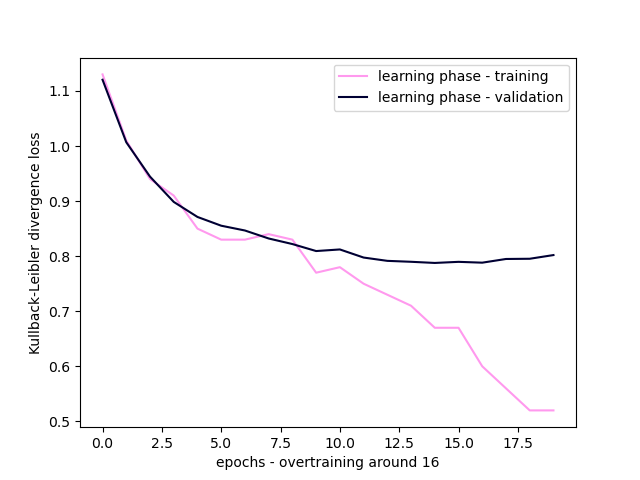 learning phase - training
learning phase - validation
Kullback-Leibler divergence loss
1.1
1.0
0.9
0.8
0.7
0.6
0.5
0.0 2.5 5.0 7.5 10.0 12.5 15.0 17.5
epochs - overtraining around 16